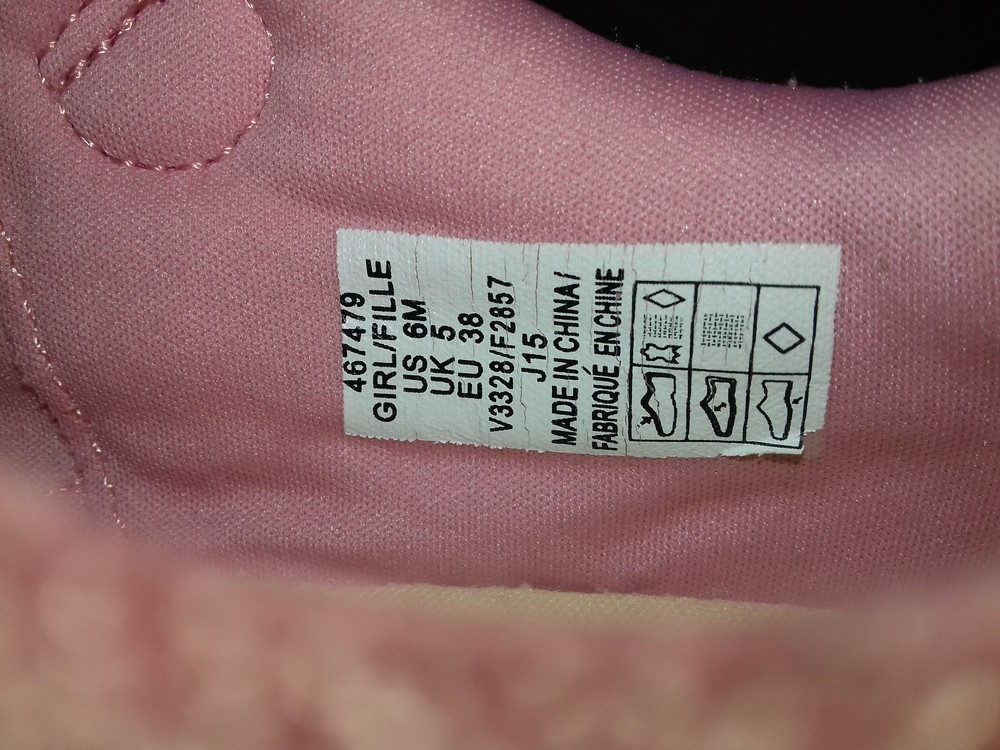 467479
GIRL/FILLE
US 6M
UK 5
EU 38
V3328/F2857
J15
MADE IN CHINA/
FABRIQUÉ EN CHINE